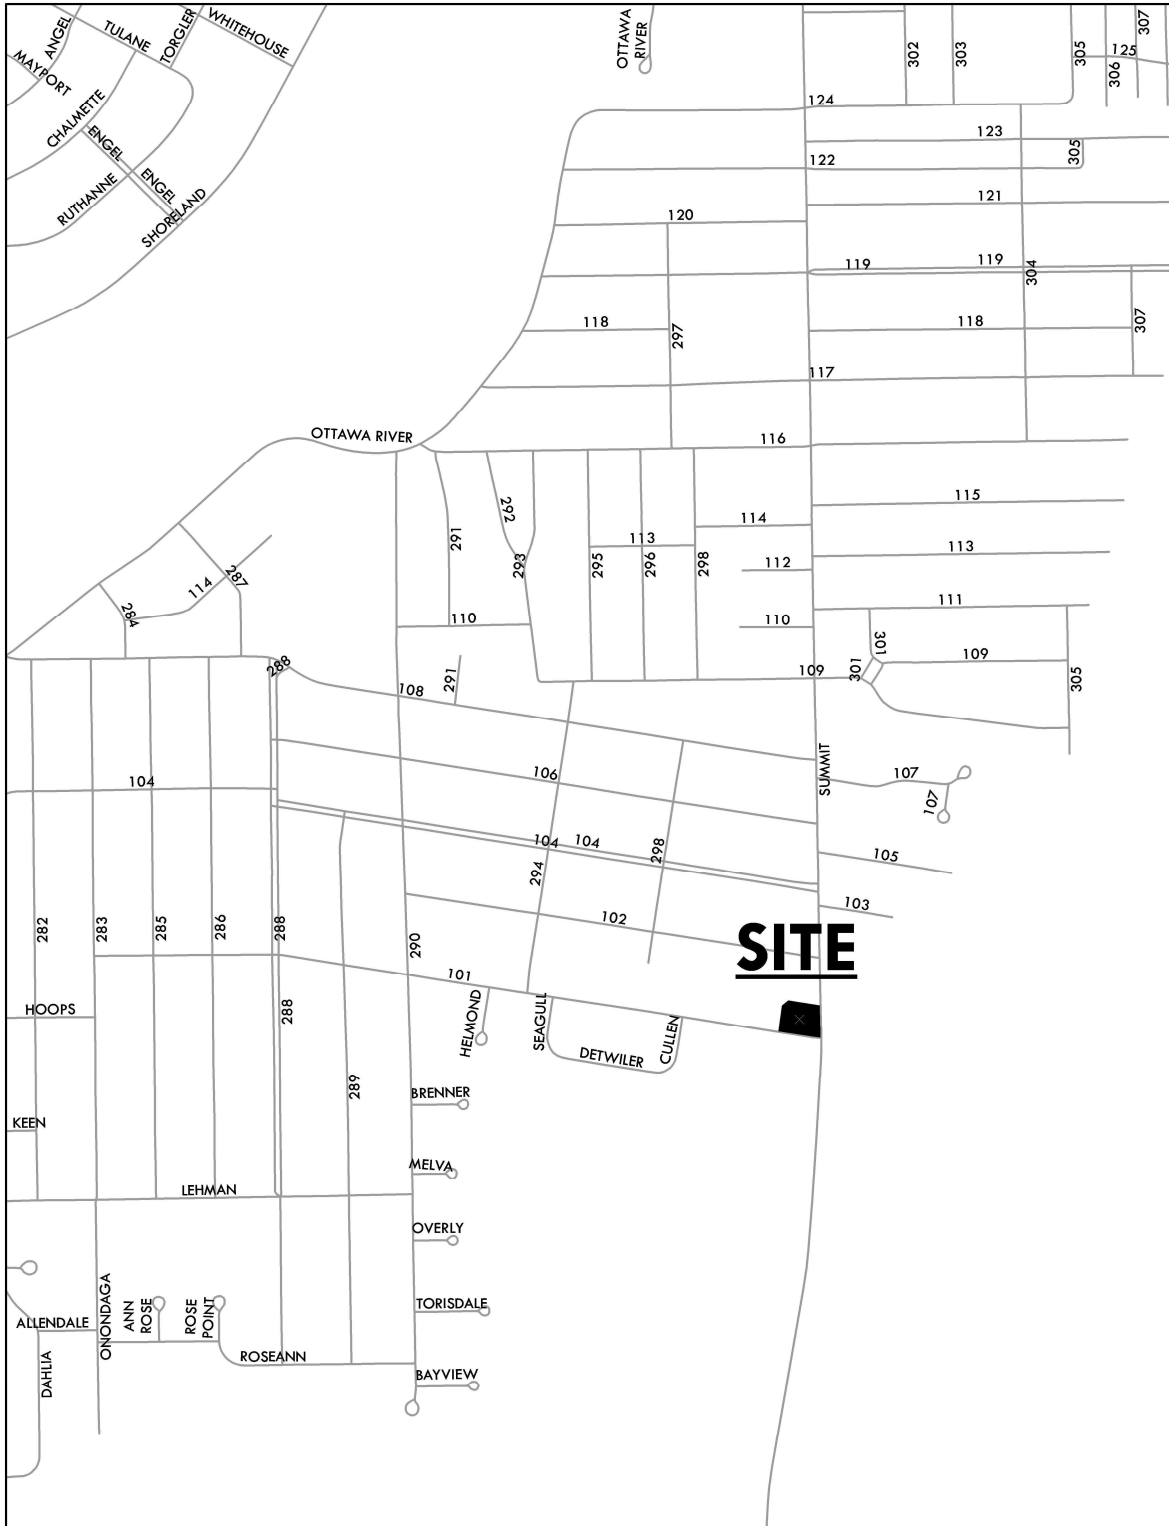 ANGEL
TULANE
TORGLER
WHITEHOUSE
MAYPORT
CHALMETTE
ENGEL
ENGEL
RUTHANNE
SHORELAND
OTTAWA
RIVER
302
303
305
307
306
125
124
123
122
305
121
120
119
119
304
118
297
118
307
117
OTTAWA RIVER
116
115
292
291
114
113
113
293
295
296
298
112
114
287
284
111
110
110
301
301
109
109
305
288
291
108
SUMMIT
107
107
106
104
104
104
298
105
294
103
102
282
283
285
286
288
290
SITE
101
HOOPS
288
HELMOND
SEAGULL
CULLEN
DETWILER
289
BRENNER
KEEN
MELVA
LEHMAN
OVERLY
ONONDAGA
ANN
ROSE
ROSE
POINT
TORISDALE
ALLENDALE
ROSEANN
DAHLIA
BAYVIEW